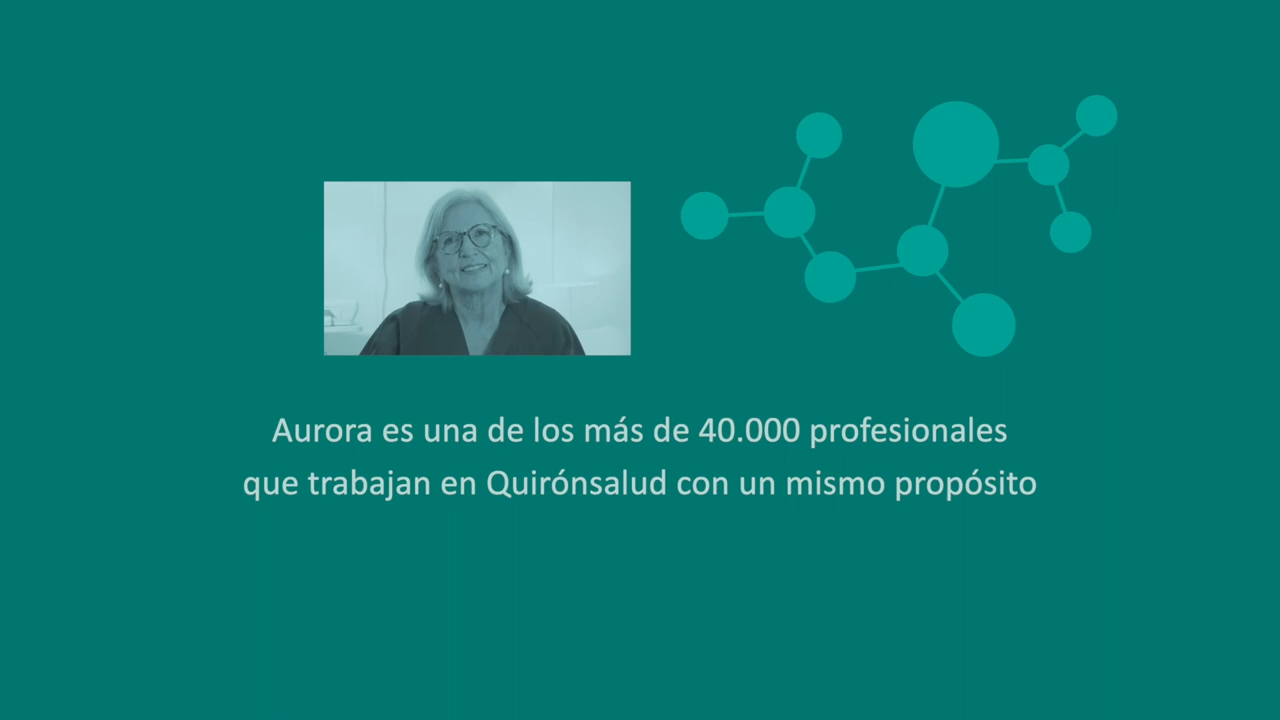 Aurora es una de los más de 40.000 profesionales
que trabajan en Quirónsalud con un mismo propósito